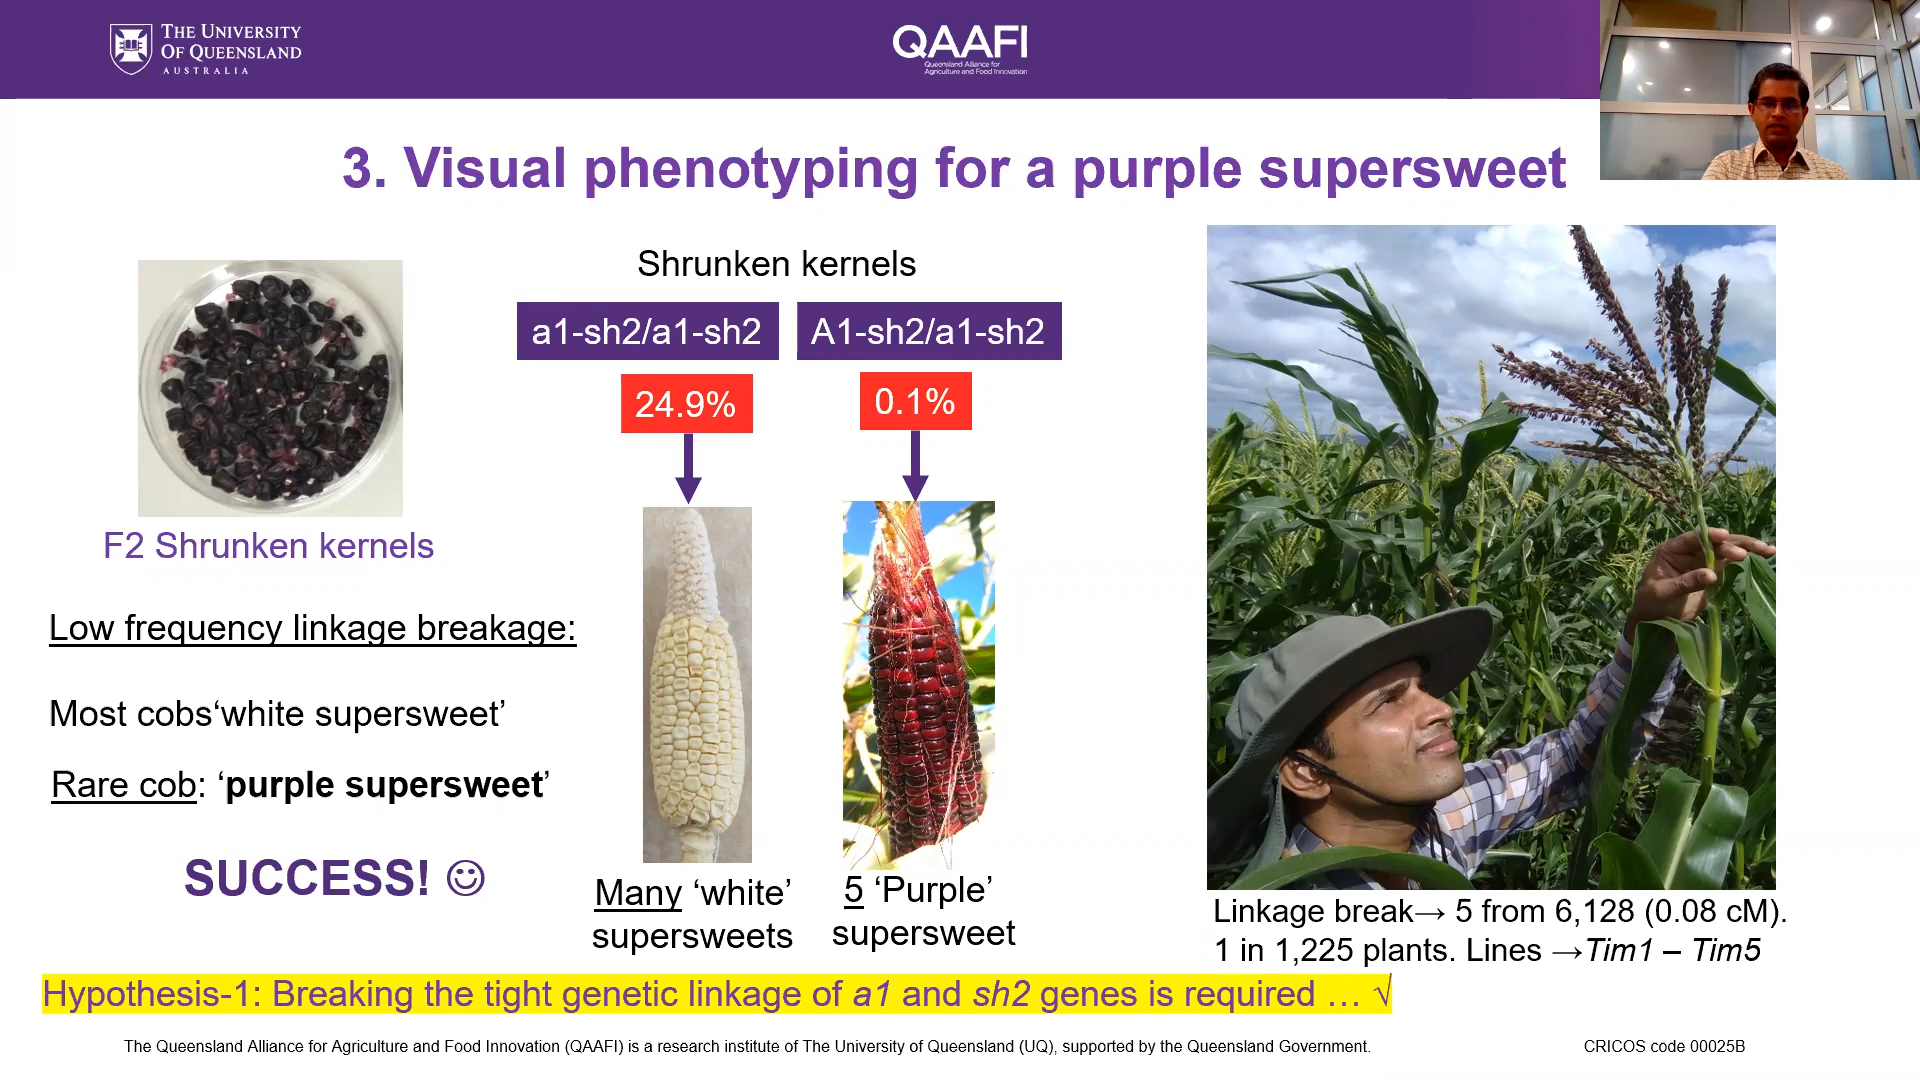 THE UNIVERSITY
OF QUEENSLAND
AUSTRALIA
QAAFI
Queensland Alliance for
Agriculture and Food Innovation
3. Visual phenotyping for a purple supersweet
Shrunken kernels
a1-sh2/a1-sh2
A1-sh2/a1-sh2
24.9%
0.1%
F2 Shrunken kernels
Low frequency linkage breakage:
Most cobs‘white supersweet’
Rare cob: ‘purple supersweet’
SUCCESS! ☺
Many ‘white’
supersweets
5 ‘Purple’
supersweet
Linkage break→ 5 from 6,128 (0.08 cM).
1 in 1,225 plants. Lines →Tim1 – Tim5
Hypothesis-1: Breaking the tight genetic linkage of a1 and sh2 genes is required … √
The Queensland Alliance for Agriculture and Food Innovation (QAAFI) is a research institute of The University of Queensland (UQ), supported by the Queensland Government.
CRICOS code 00025B